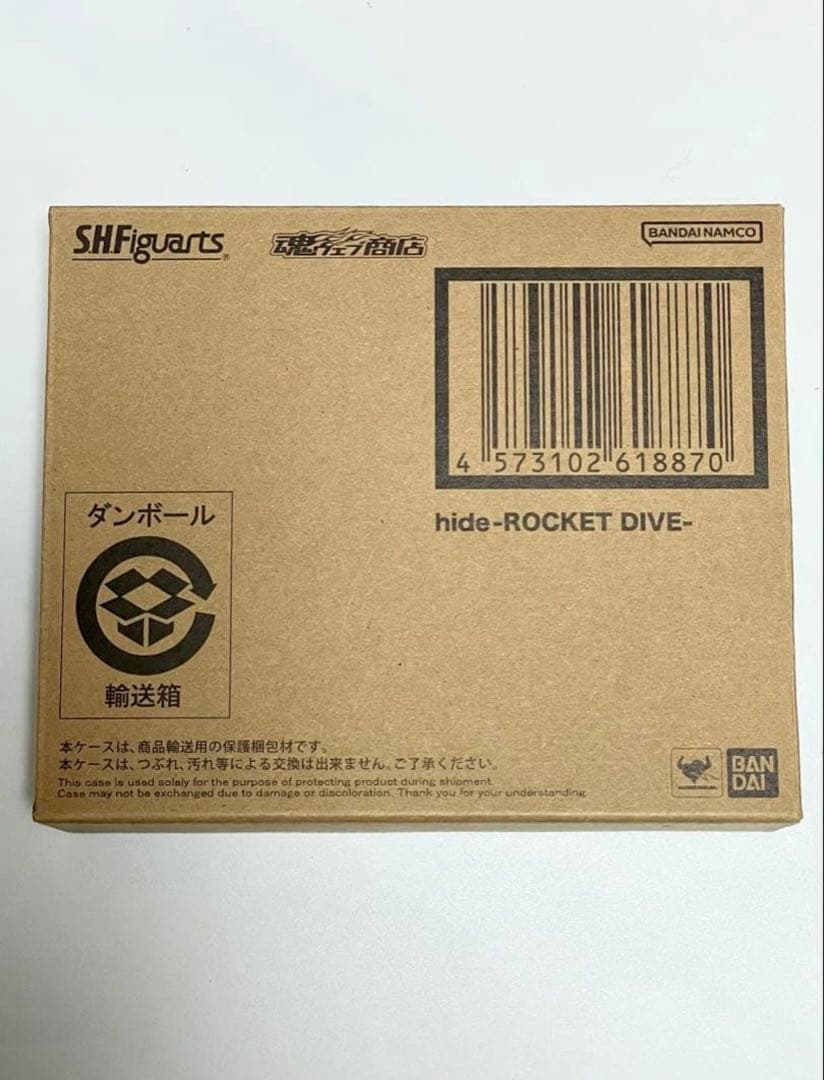 S.H.Figuarts®
魂ウェブ商店
BANDAI NAMCO
4 573102 618870
hide-ROCKET DIVE-
ダンボール
輸送箱
本ケースは、商品輸送用の保護梱包材です。
本ケースは、つぶれ、汚れ等による交換は出来ません。ご了承ください。
This case is used solely for the purpose of protecting product during shipment.
Case may not be exchanged due to damage or discoloration. Thank you for your understanding.
BAN
DAI